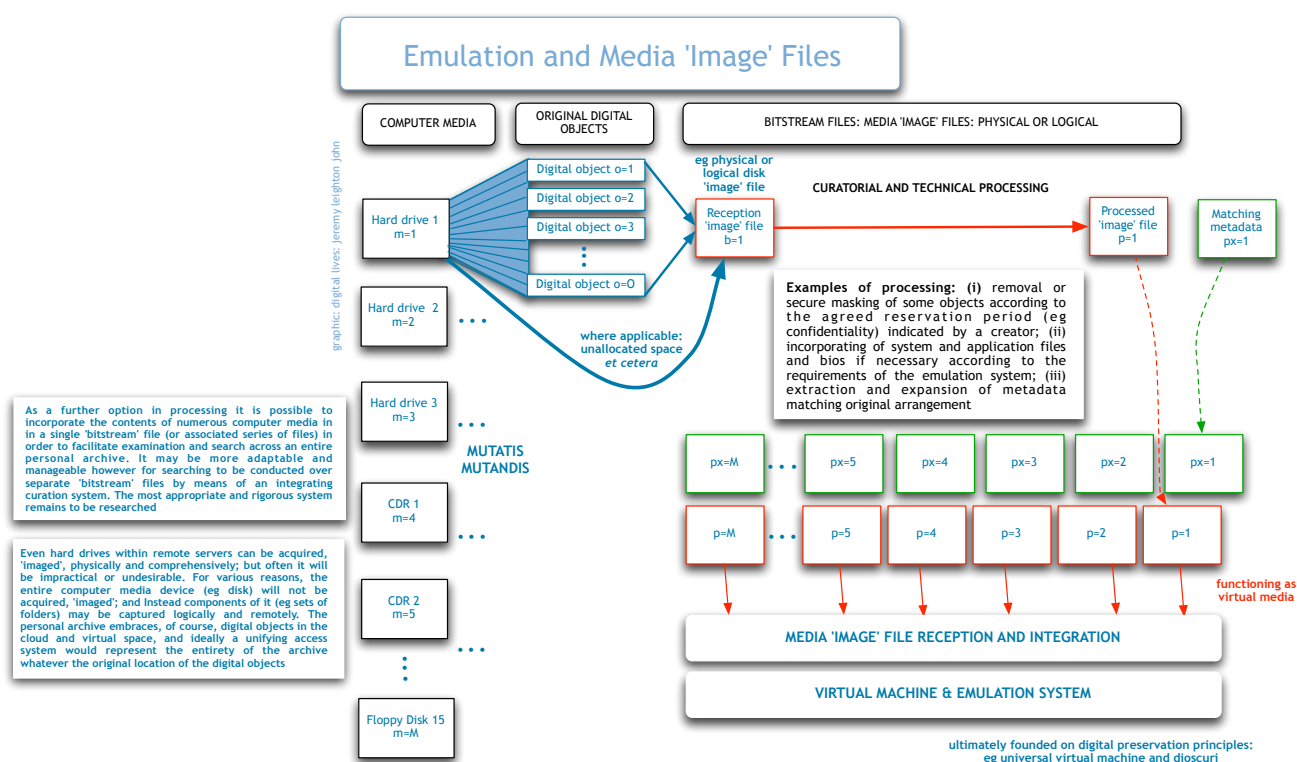 Emulation and Media 'Image' Files
COMPUTER MEDIA
ORIGINAL DIGITAL
OBJECTS
BITSTREAM FILES: MEDIA 'IMAGE' FILES: PHYSICAL OR LOGICAL
graphic: digital lives: jeremy leighton john
Hard drive 1
m=1
Digital object o=1
Digital object o=2
Digital object o=3
Digital object o=O
eg physical or
logical disk
'image' file
Reception
'image' file
b=1
CURATORIAL AND TECHNICAL PROCESSING
Processed
'image' file
p=1
Matching
metadata
px=1
Hard drive 2
m=2
where applicable:
unallocated space
et cetera
Examples of processing: (i) removal or
secure masking of some objects according to
the agreed reservation period (eg
confidentiality) indicated by a creator; (ii)
incorporating of system and application files
and bios if necessary according to the
requirements of the emulation system; (iii)
extraction and expansion of metadata
matching original arrangement
Hard drive 3
m=3
MUTATIS
MUTANDIS
As a further option in processing it is possible to
incorporate the contents of numerous computer media in
in a single 'bitstream' file (or associated series of files) in
order to facilitate examination and search across an entire
personal archive. It may be more adaptable and
manageable however for searching to be conducted over
separate 'bitstream' files by means of an integrating
curation system. The most appropriate and rigorous system
remains to be researched
CDR 1
m=4
px=M
px=5
px=4
px=3
px=2
px=1
p=M
p=5
p=4
p=3
p=2
p=1
Even hard drives within remote servers can be acquired,
'imaged', physically and comprehensively; but often it will
be impractical or undesirable. For various reasons, the
entire computer media device (eg disk) will not be
acquired, 'imaged'; and Instead components of it (eg sets of
folders) may be captured logically and remotely. The
personal archive embraces, of course, digital objects in the
cloud and virtual space, and ideally a unifying access
system would represent the entirety of the archive
whatever the original location of the digital objects
CDR 2
m=5
functioning as
virtual media
MEDIA 'IMAGE' FILE RECEPTION AND INTEGRATION
VIRTUAL MACHINE & EMULATION SYSTEM
Floppy Disk 15
m=M
ultimately founded on digital preservation principles:
eg universal virtual machine and dioscuri